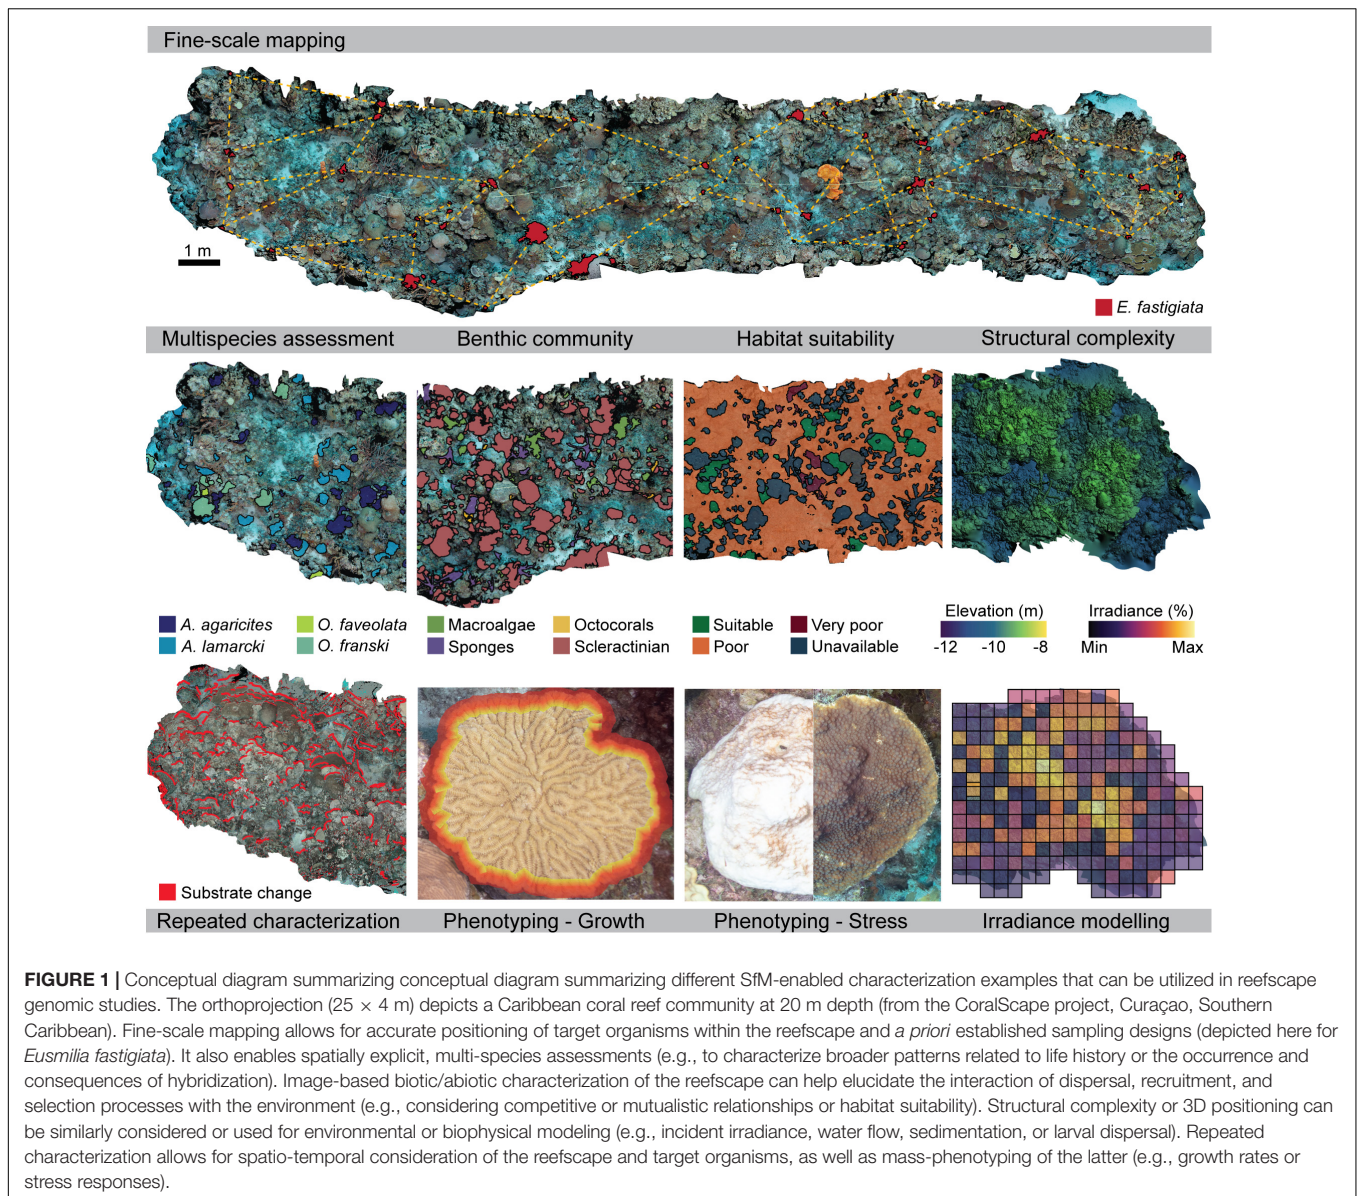 Fine-scale mapping
1 m
E. fastigiata
Multispecies assessment
Benthic community
Habitat suitability
Structural complexity
A. agaricites
O. faveolata
A. lamarcki
O. franski
Macroalgae
Octocorals
Sponges
Scleractinian
Suitable
Very poor
Poor
Unavailable
Elevation (m)
-12 -10 -8
Irradiance (%)
Min Max
Substrate change
Repeated characterization
Phenotyping - Growth
Phenotyping - Stress
Irradiance modelling
FIGURE 1 | Conceptual diagram summarizing conceptual diagram summarizing different SfM-enabled characterization examples that can be utilized in reefscape
genomic studies. The orthoprojection (25 × 4 m) depicts a Caribbean coral reef community at 20 m depth (from the CoralScape project, Curaçao, Southern
Caribbean). Fine-scale mapping allows for accurate positioning of target organisms within the reefscape and a priori established sampling designs (depicted here for
Eusmilia fastigiata). It also enables spatially explicit, multi-species assessments (e.g., to characterize broader patterns related to life history or the occurrence and
consequences of hybridization). Image-based biotic/abiotic characterization of the reefscape can help elucidate the interaction of dispersal, recruitment, and
selection processes with the environment (e.g., considering competitive or mutualistic relationships or habitat suitability). Structural complexity or 3D positioning can
be similarly considered or used for environmental or biophysical modeling (e.g., incident irradiance, water flow, sedimentation, or larval dispersal). Repeated
characterization allows for spatio-temporal consideration of the reefscape and target organisms, as well as mass-phenotyping of the latter (e.g., growth rates or
stress responses).